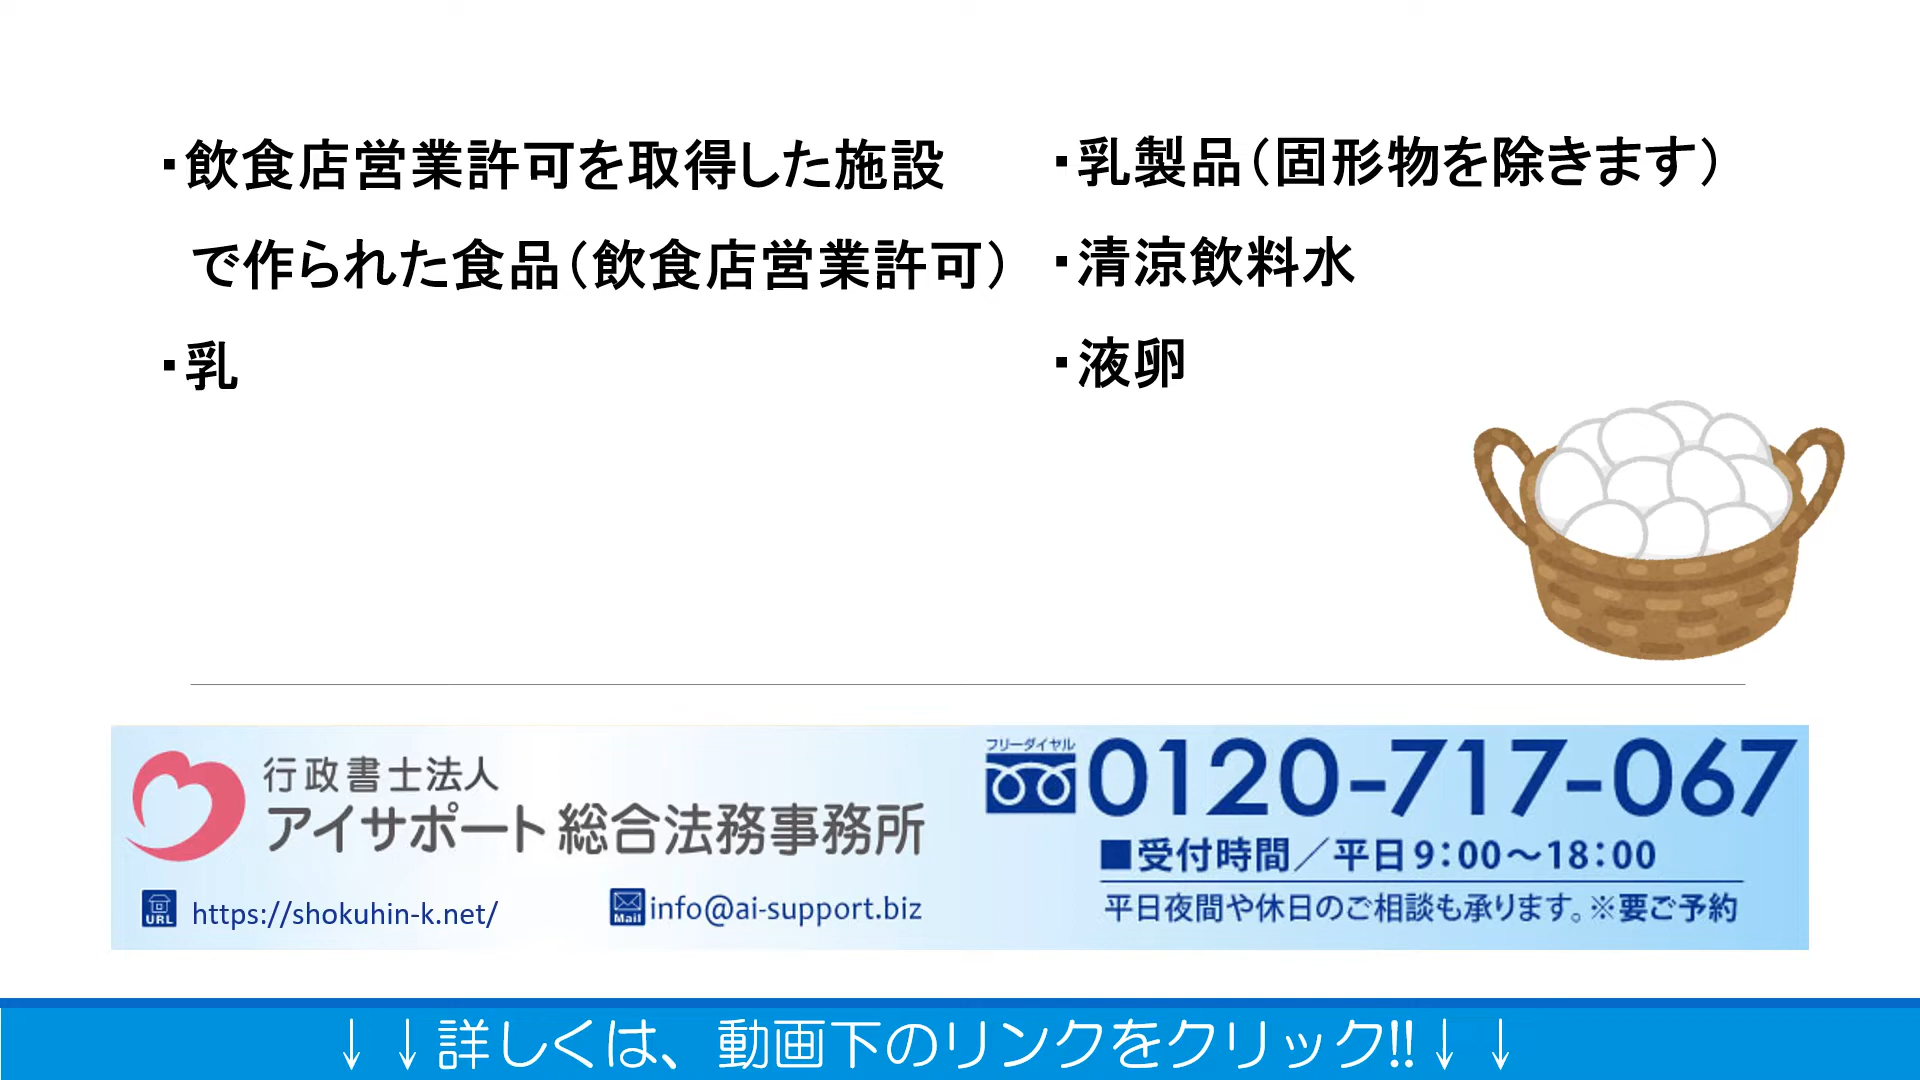 ・飲食店営業許可を取得した施設
で作られた食品（飲食店営業許可）
・乳
・乳製品（固形物を除きます）
・清涼飲料水
・液卵
行政書士法人
アイサポート総合法務事務所
URL https://shokuhin-k.net/
Mail info@ai-support.biz
フリーダイヤル
0120-717-067
■受付時間／平日9：00～18：00
平日夜間や休日のご相談も承ります。※要ご予約
↓↓詳しくは、動画下のリンクをクリック!!↓↓